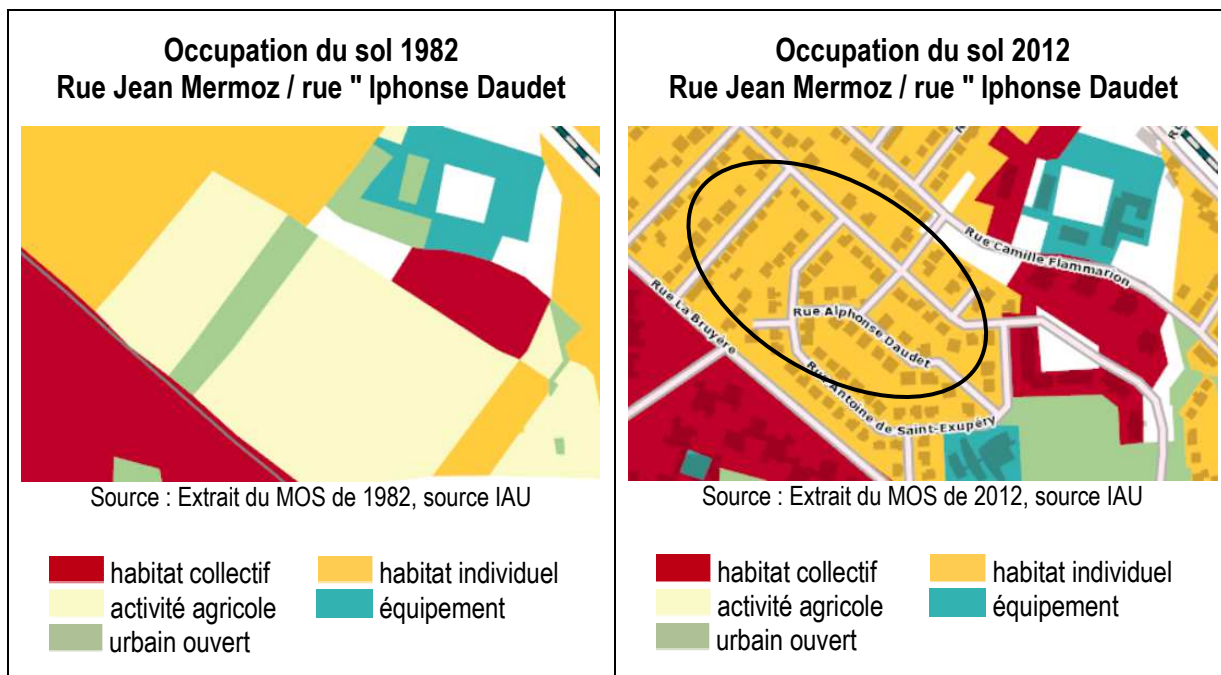 Occupation du sol 1982
Rue Jean Mermoz / rue " lphonse Daudet
Source : Extrait du MOS de 1982, source IAU
habitat collectif
habitat individuel
activité agricole
équipement
urbain ouvert
Occupation du sol 2012
Rue Jean Mermoz / rue " lphonse Daudet
Rue Camille Flammarion
Rue La Bruyère
Rue Alphonse Daudet
Rue Antoine de Saint-Exupéry
Source : Extrait du MOS de 2012, source IAU
habitat collectif
habitat individuel
activité agricole
équipement
urbain ouvert